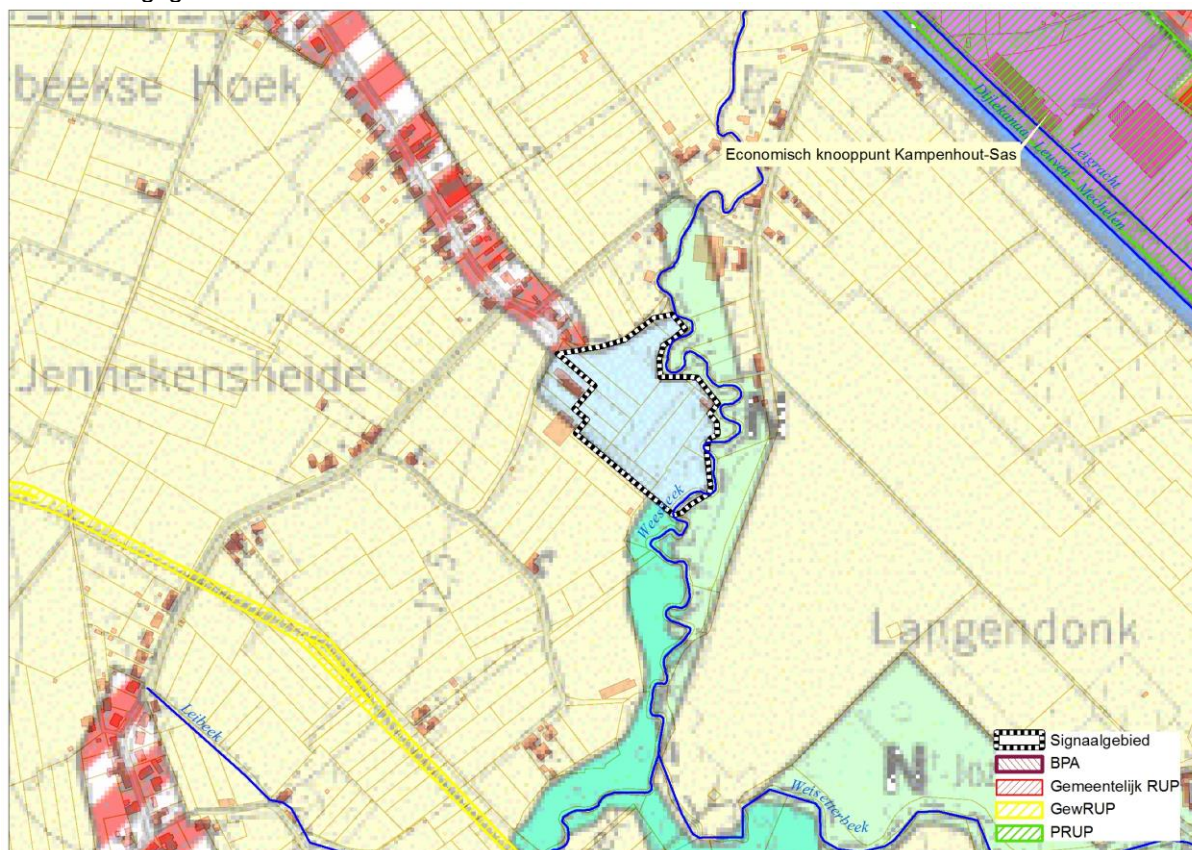 beekse Hoek
Economisch knooppunt Kampenhout-Sas
Dijlekanaal
Leigracht
Leuven - Mechelen
Jennekensheide
N
Weesbeek
Langendonk
Leibeek
N
Weisetterbeek
Signaalgebied
BPA
Gemeentelijk RUP
GewRUP
PRUP